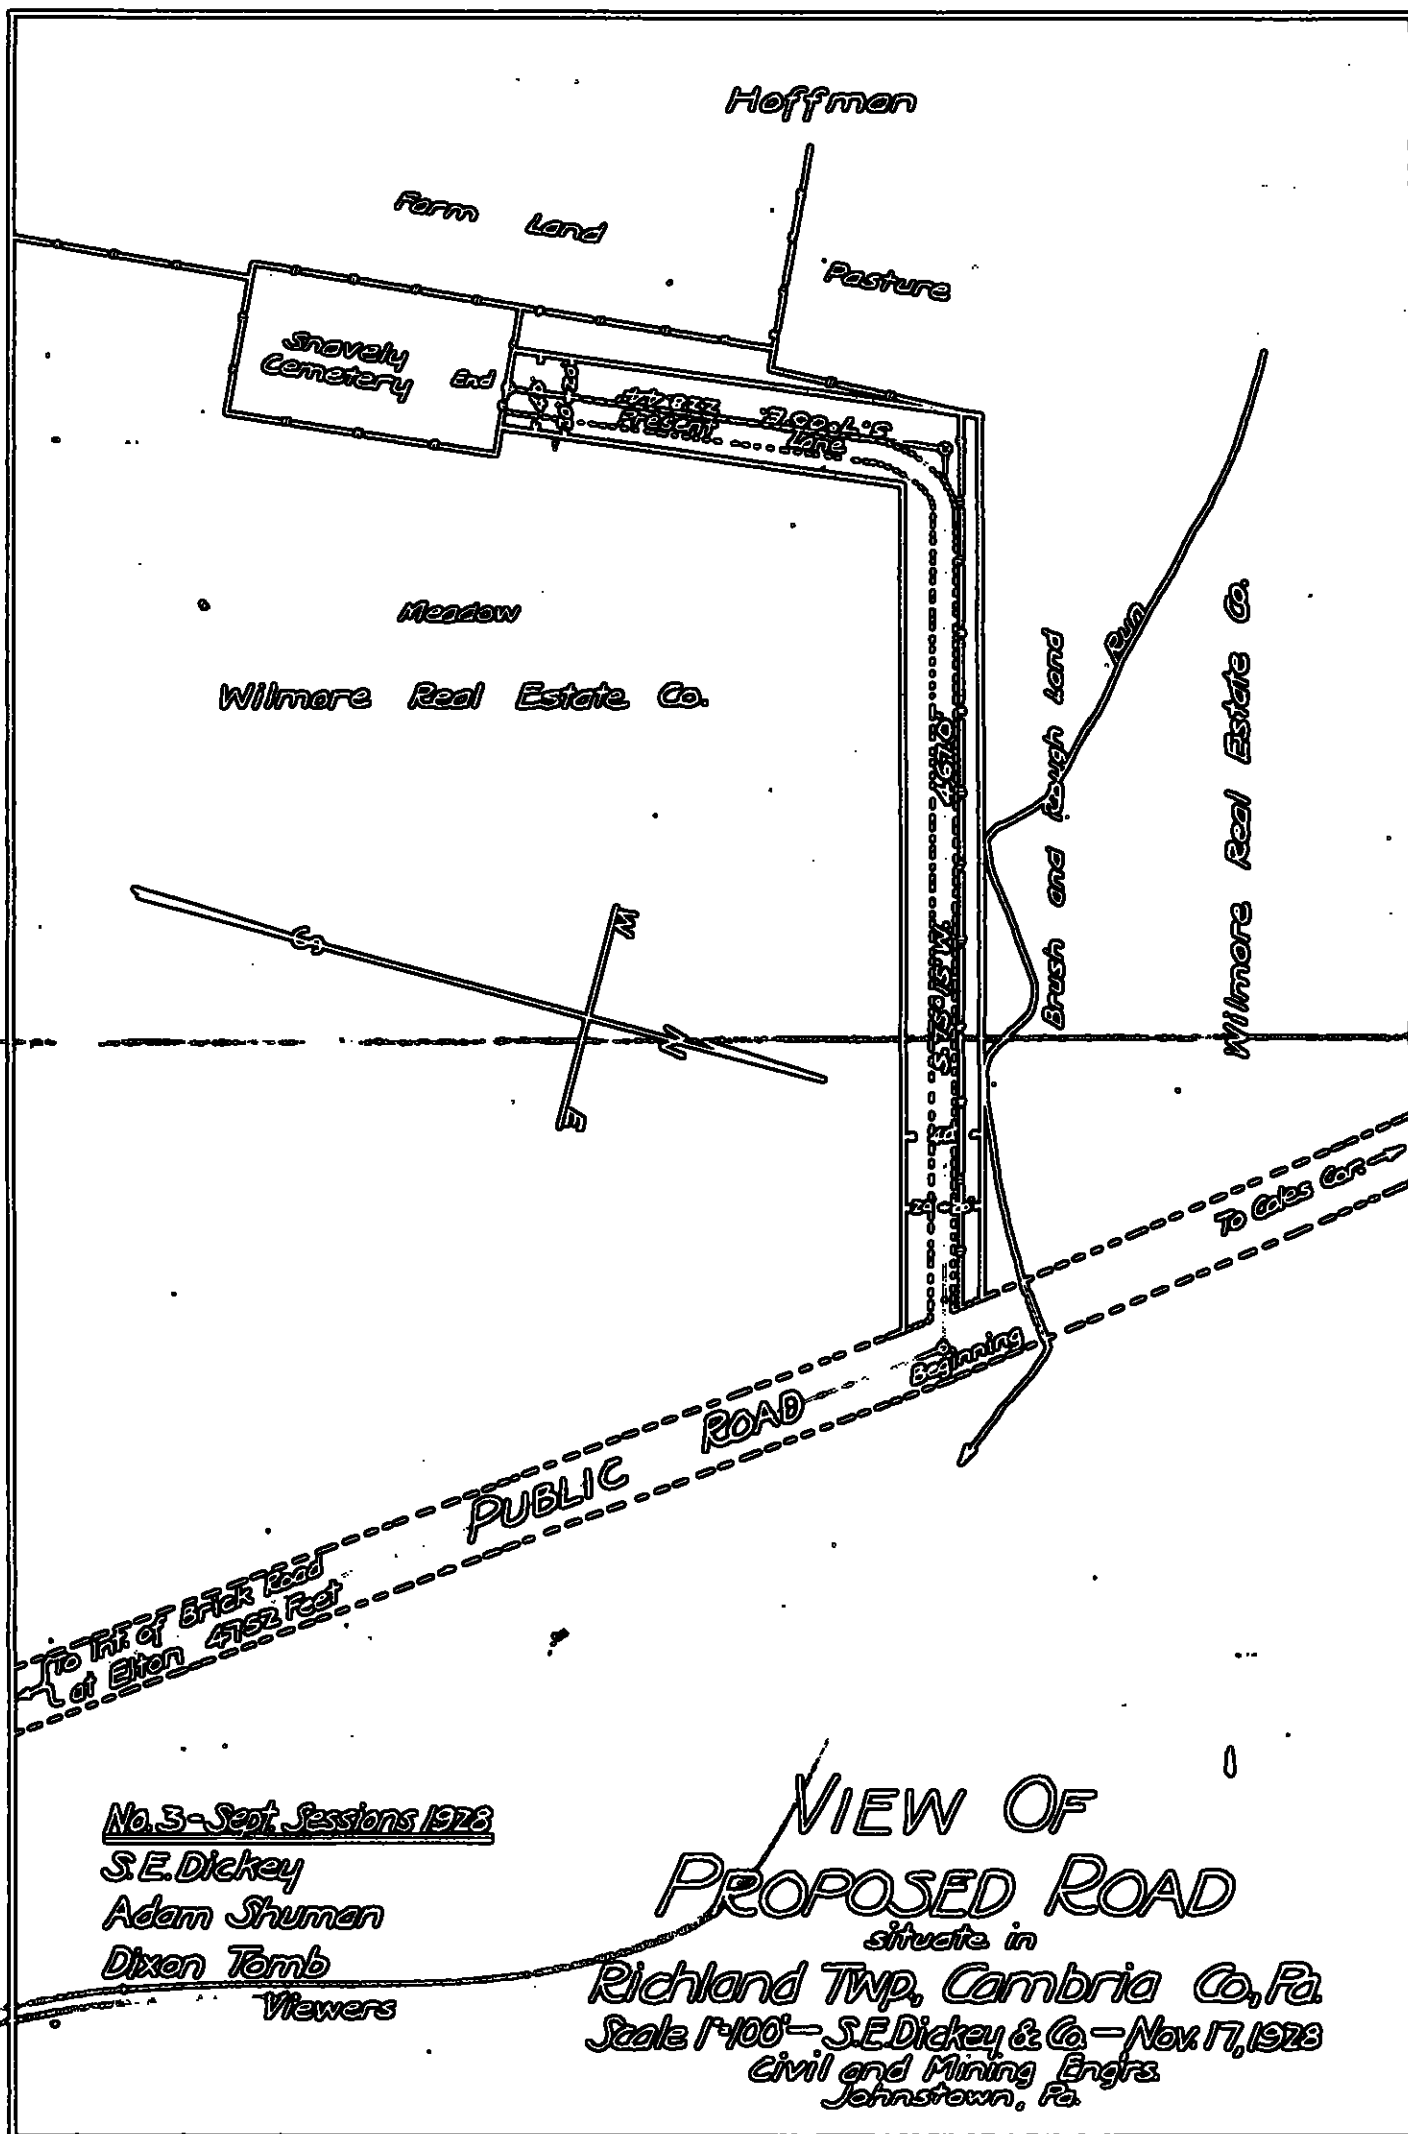 Hoffman
Farm Land
Pasture
Snavely
Cemetery
End
Present
Lane
Meadow
Wilmore Real Estate Co.
467.0
Brush and Rough Land
Run
Wilmore Real Estate Co.
S
W
N
E
To Coles Cor.
Beginning
PUBLIC ROAD
To Int. of Brick Road
at Elton 4752 Feet
No. 3 - Sept. Sessions 1928
S.E. Dickey
Adam Shuman
Dixon Tomb
Viewers
VIEW OF
PROPOSED ROAD
situate in
Richland Twp., Cambria Co., Pa.
Scale 1"=100' - S.E. Dickey & Co. - Nov. 17, 1928
Civil and Mining Engrs.
Johnstown, Pa.